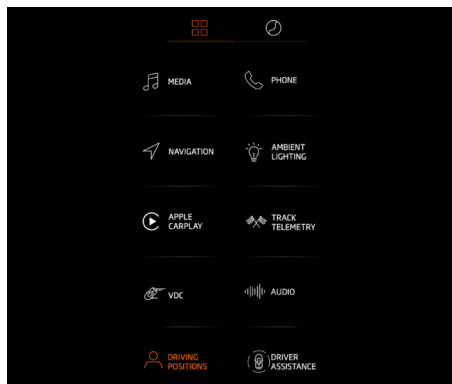 MEDIA
PHONE
NAVIGATION
AMBIENT
LIGHTING
APPLE
CARPLAY
TRACK
TELEMETRY
VDC
AUDIO
DRIVING
POSITIONS
DRIVER
ASSISTANCE